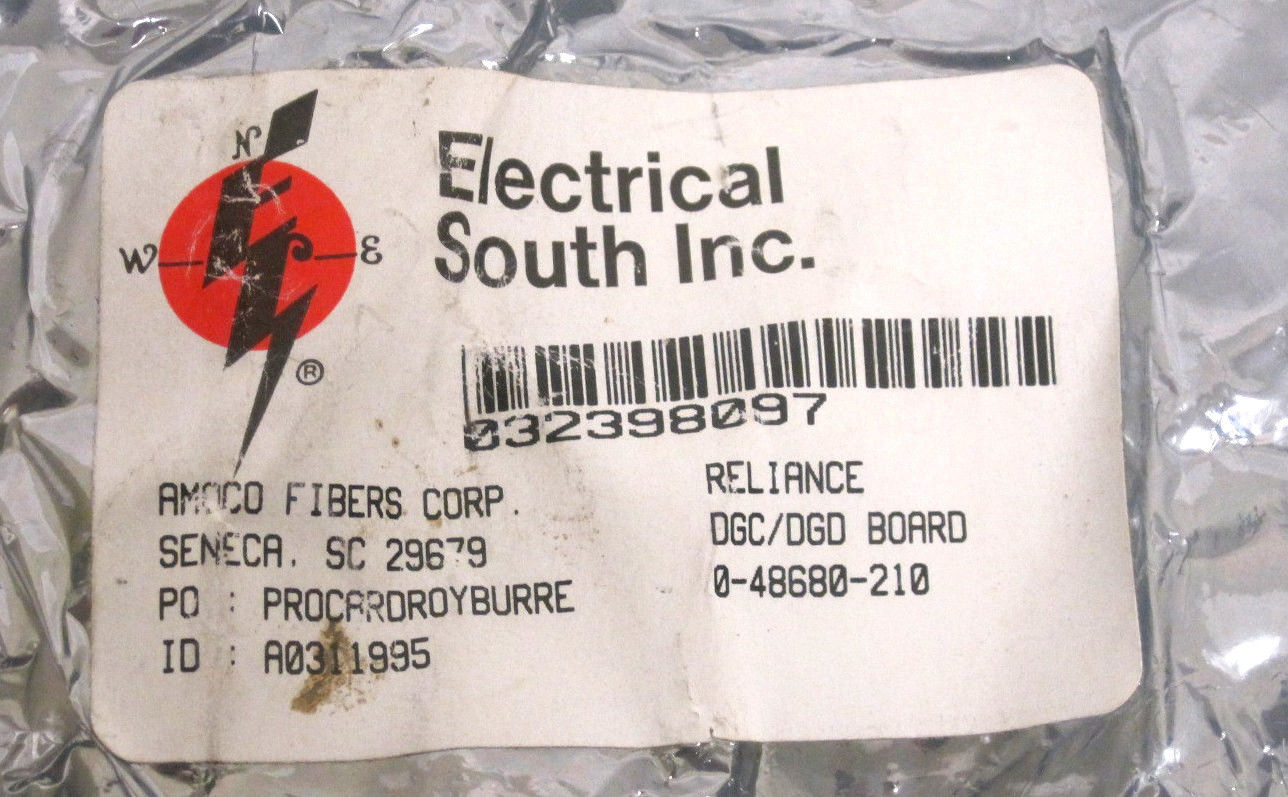 N
W E
®
Electrical
South Inc.
032398097
AMOCO FIBERS CORP.
SENECA, SC 29679
PO : PROCARDROYBURRE
ID : A0311995
RELIANCE
DGC/DGD BOARD
0-48680-210